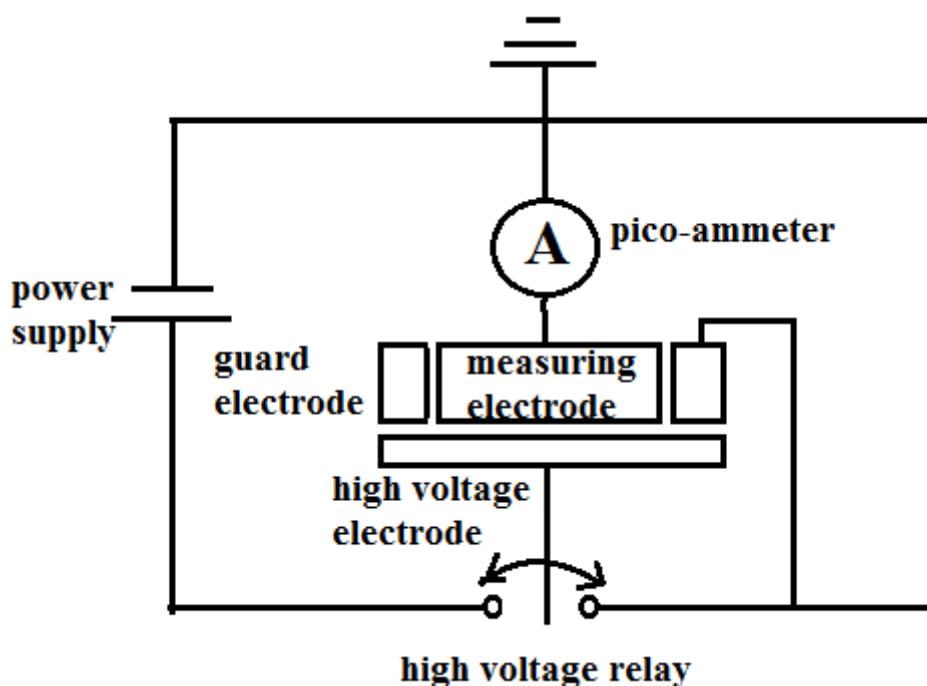 A
pico-ammeter
power
supply
guard
electrode
measuring
electrode
high voltage
electrode
high voltage relay